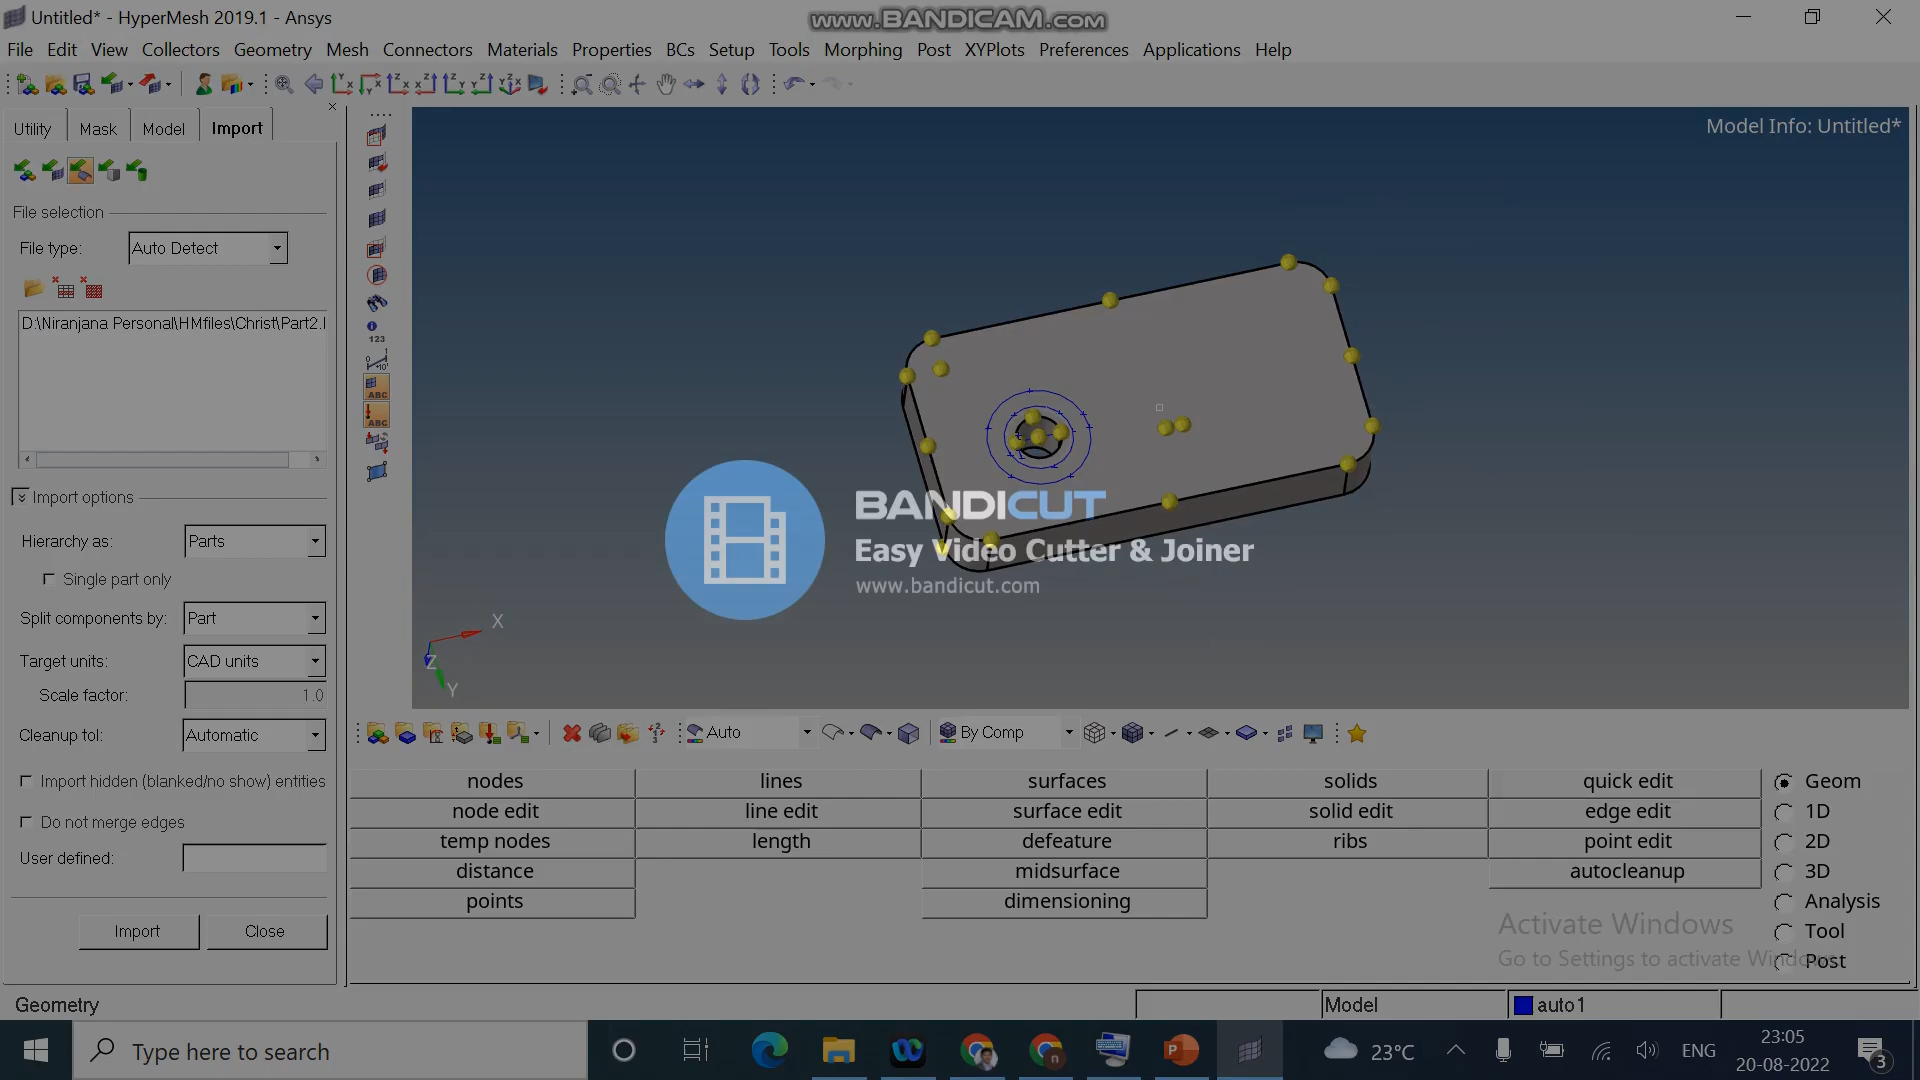 Untitled* - HyperMesh 2019.1 - Ansys
www.BANDICAM.com
File Edit View Collectors Geometry Mesh Connectors Materials Properties BCs Setup Tools Morphing Post XYPlots Preferences Applications Help
Utility Mask Model Import
Model Info: Untitled*
File selection
File type: Auto Detect
D:\Niranjana Personal\HMfiles\Christ\Part2.
123
ABC
ABC
Import options
Hierarchy as: Parts
Single part only
Split components by: Part
Target units: CAD units
Scale factor: 1.0
Cleanup tol: Automatic
Import hidden (blanked/no show) entities
Do not merge edges
User defined:
Import Close
BANDICUT
Easy Video Cutter & Joiner
www.bandicut.com
X
Z
Y
Auto By Comp
nodes lines surfaces solids quick edit Geom
node edit line edit surface edit solid edit edge edit 1D
temp nodes length defeature ribs point edit 2D
distance midsurface autocleanup 3D
points dimensioning Analysis
Tool
Post
Activate Windows
Go to Settings to activate Windows.
Geometry Model auto1
Type here to search
23°C ENG 23:05
20-08-2022
3